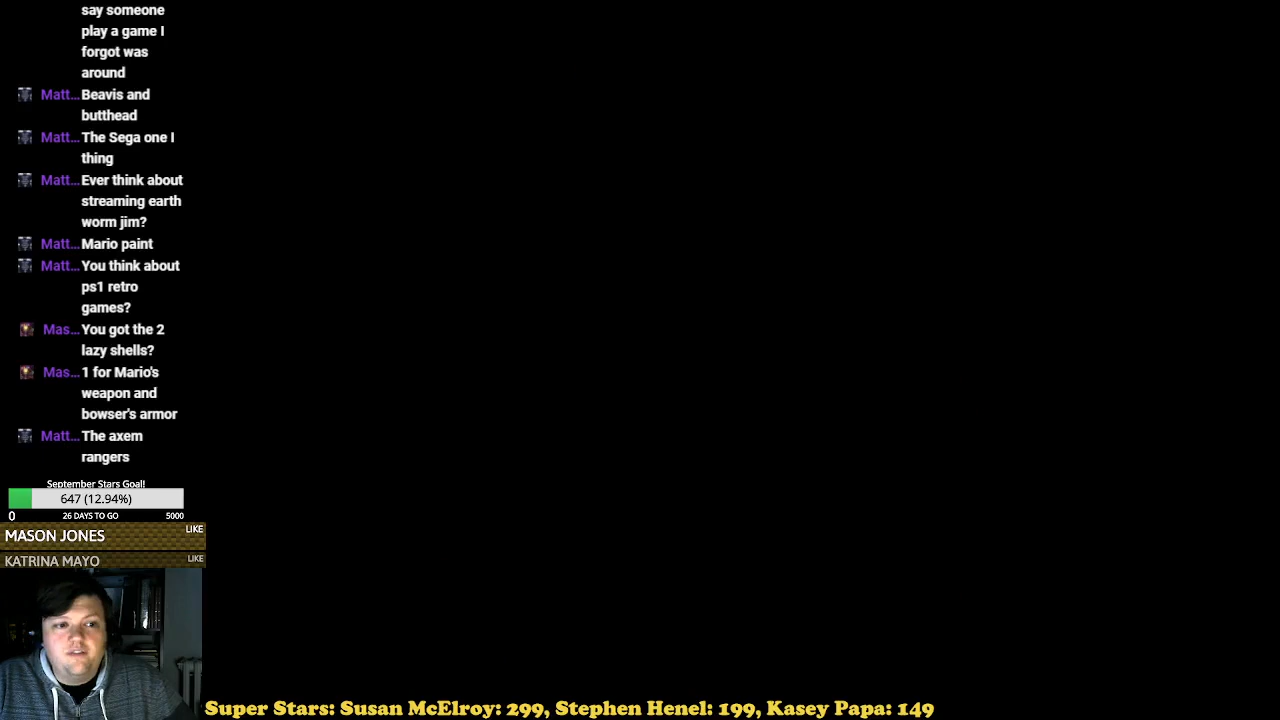 say someone
play a game I
forgot was
around
Matt... Beavis and
butthead
Matt... The Sega one I
thing
Matt... Ever think about
streaming earth
worm jim?
Matt... Mario paint
Matt... You think about
ps1 retro
games?
Mas... You got the 2
lazy shells?
Mas... 1 for Mario's
weapon and
bowser's armor
Matt... The axem
rangers
September Stars Goal!
647 (12.94%)
0 26 DAYS TO GO 5000
MASON JONES LIKE
KATRINA MAYO LIKE
Super Stars: Susan McElroy: 299, Stephen Henel: 199, Kasey Papa: 149